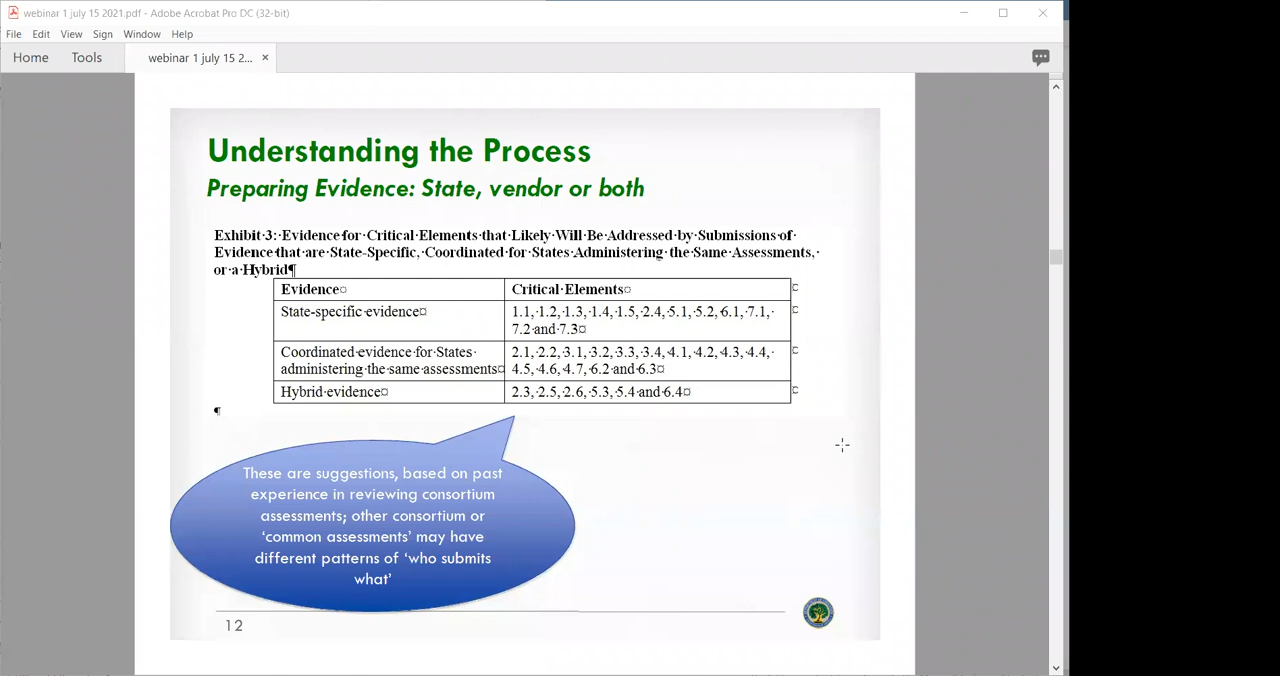 webinar 1 july 15 2021.pdf - Adobe Acrobat Pro DC (32-bit)
File Edit View Sign Window Help
Home Tools webinar 1 july 15 2... ×
Understanding the Process
Preparing Evidence: State, vendor or both
Exhibit·3:·Evidence·for·Critical·Elements·that·Likely·Will·Be·Addressed·by·Submissions·of·
Evidence·that·are·State-Specific,·Coordinated·for·States·Administering·the·Same·Assessments,·
or·a·Hybrid¶
Evidence¤ Critical·Elements¤ ¤
State-specific·evidence¤ 1.1,·1.2,·1.3,·1.4,·1.5,·2.4,·5.1,·5.2,·6.1,·7.1,· ¤
7.2·and·7.3¤
Coordinated·evidence·for·States· 2.1,·2.2,·3.1,·3.2,·3.3,·3.4,·4.1,·4.2,·4.3,·4.4,· ¤
administering·the·same·assessments¤ 4.5,·4.6,·4.7,·6.2·and·6.3¤
Hybrid·evidence¤ 2.3,·2.5,·2.6,·5.3,·5.4·and·6.4¤ ¤
¶
These are suggestions, based on past
experience in reviewing consortium
assessments; other consortium or
‘common assessments’ may have
different patterns of ‘who submits
what’
12